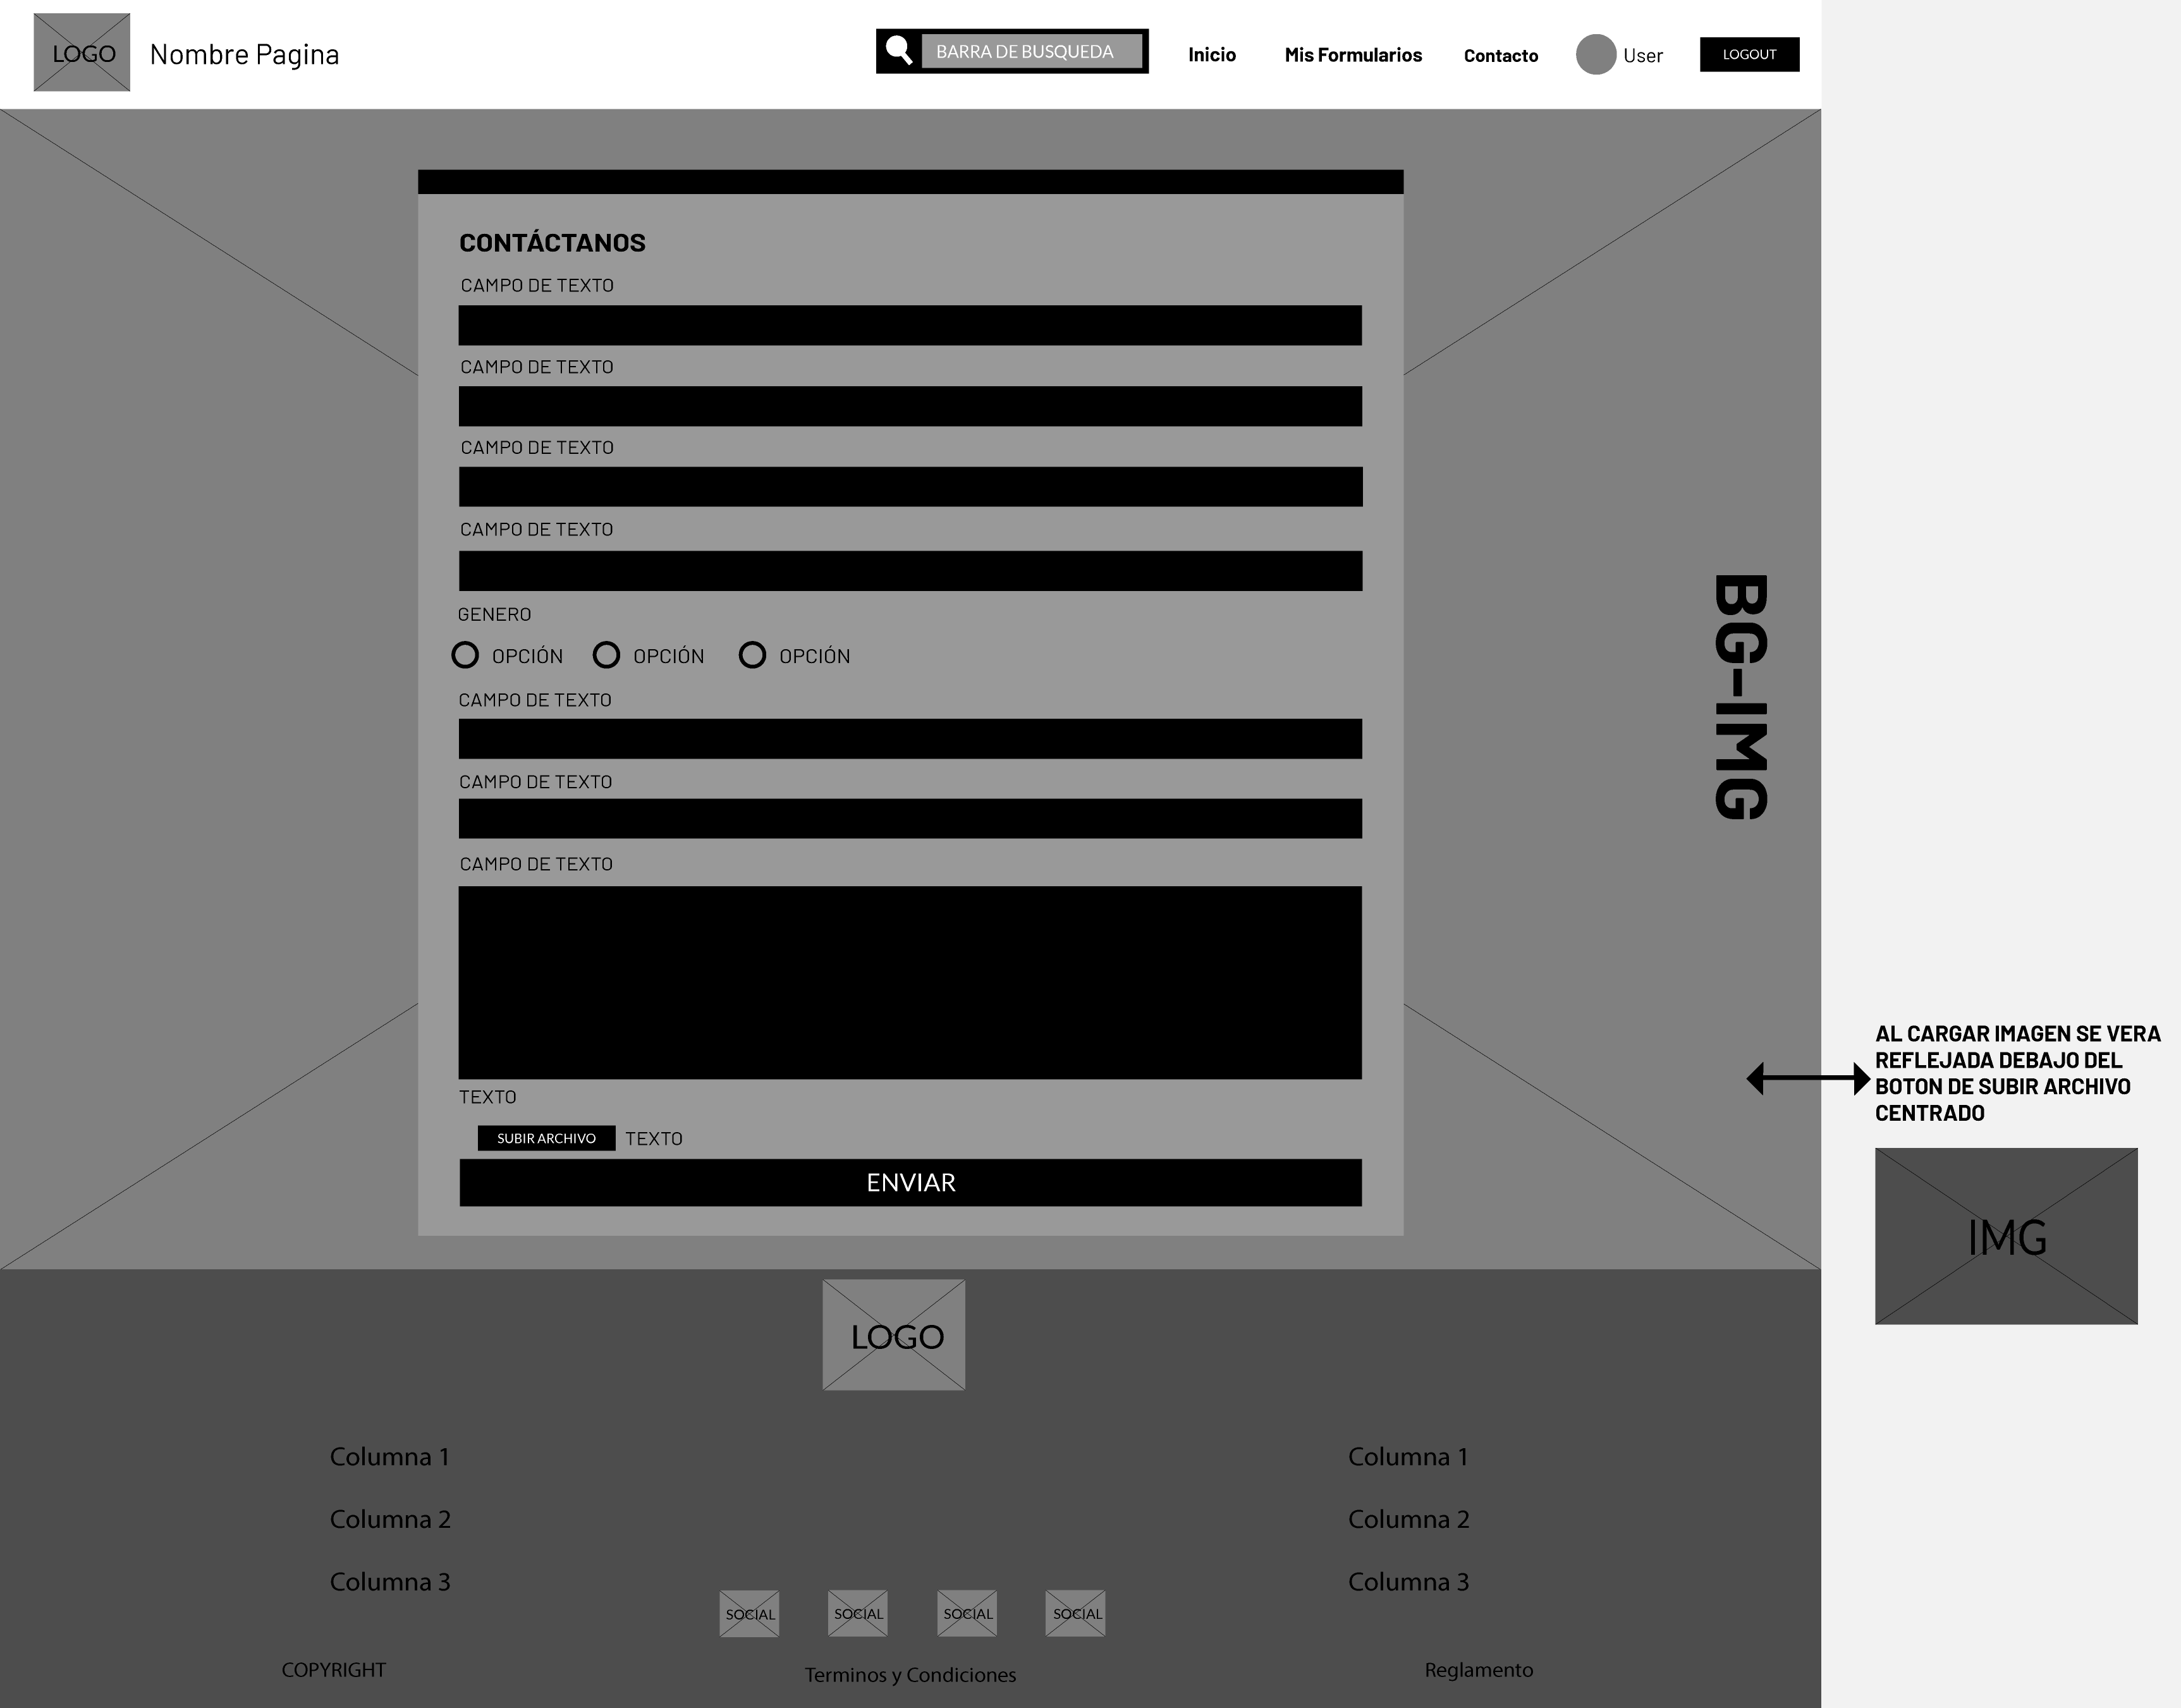 LOGO
Nombre Pagina
BARRA DE BUSQUEDA
Inicio
Mis Formularios
Contacto
User
LOGOUT
CONTÁCTANOS
CAMPO DE TEXTO
CAMPO DE TEXTO
CAMPO DE TEXTO
CAMPO DE TEXTO
GENERO
OPCIÓN
OPCIÓN
OPCIÓN
CAMPO DE TEXTO
CAMPO DE TEXTO
CAMPO DE TEXTO
TEXTO
SUBIR ARCHIVO
TEXTO
ENVIAR
BG-IMG
AL CARGAR IMAGEN SE VERA
REFLEJADA DEBAJO DEL
BOTON DE SUBIR ARCHIVO
CENTRADO
IMG
LOGO
Columna 1
Columna 2
Columna 3
Columna 1
Columna 2
Columna 3
SOCIAL
SOCIAL
SOCIAL
SOCIAL
COPYRIGHT
Terminos y Condiciones
Reglamento